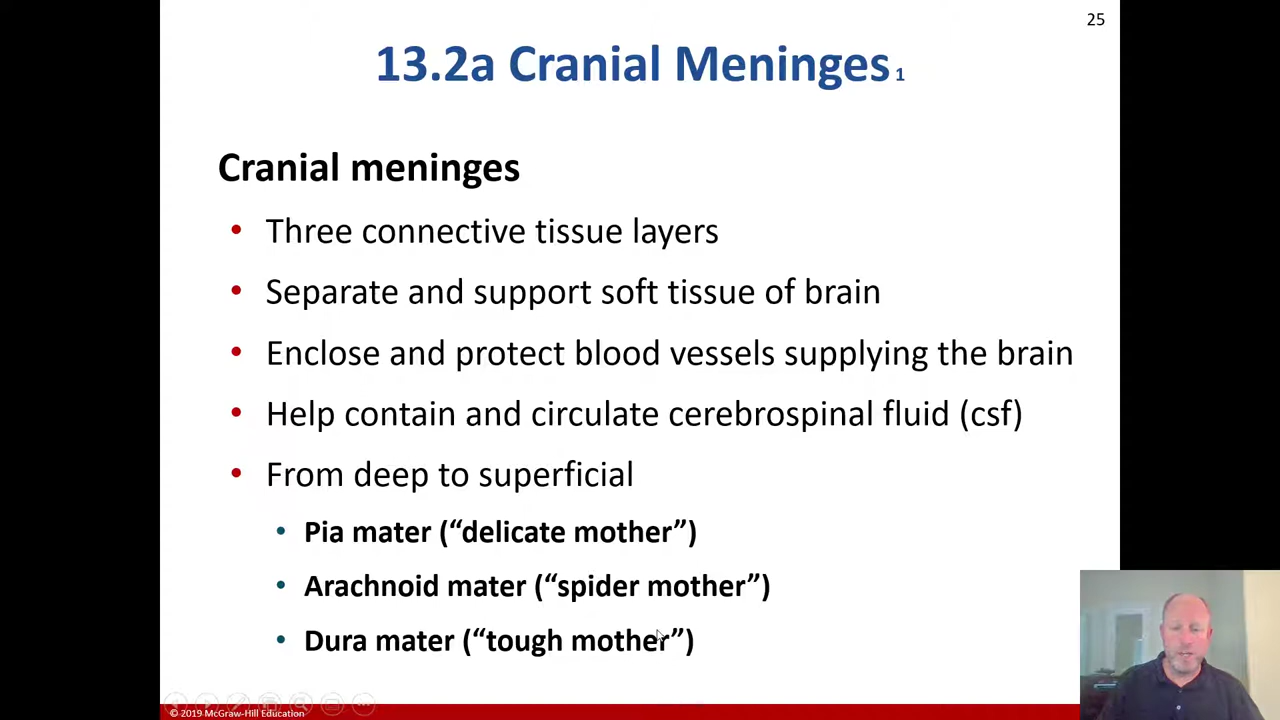 25
13.2a Cranial Meninges 1
Cranial meninges
• Three connective tissue layers
• Separate and support soft tissue of brain
• Enclose and protect blood vessels supplying the brain
• Help contain and circulate cerebrospinal fluid (csf)
• From deep to superficial
• Pia mater (“delicate mother”)
• Arachnoid mater (“spider mother”)
• Dura mater (“tough mother”)
© 2019 McGraw-Hill Education